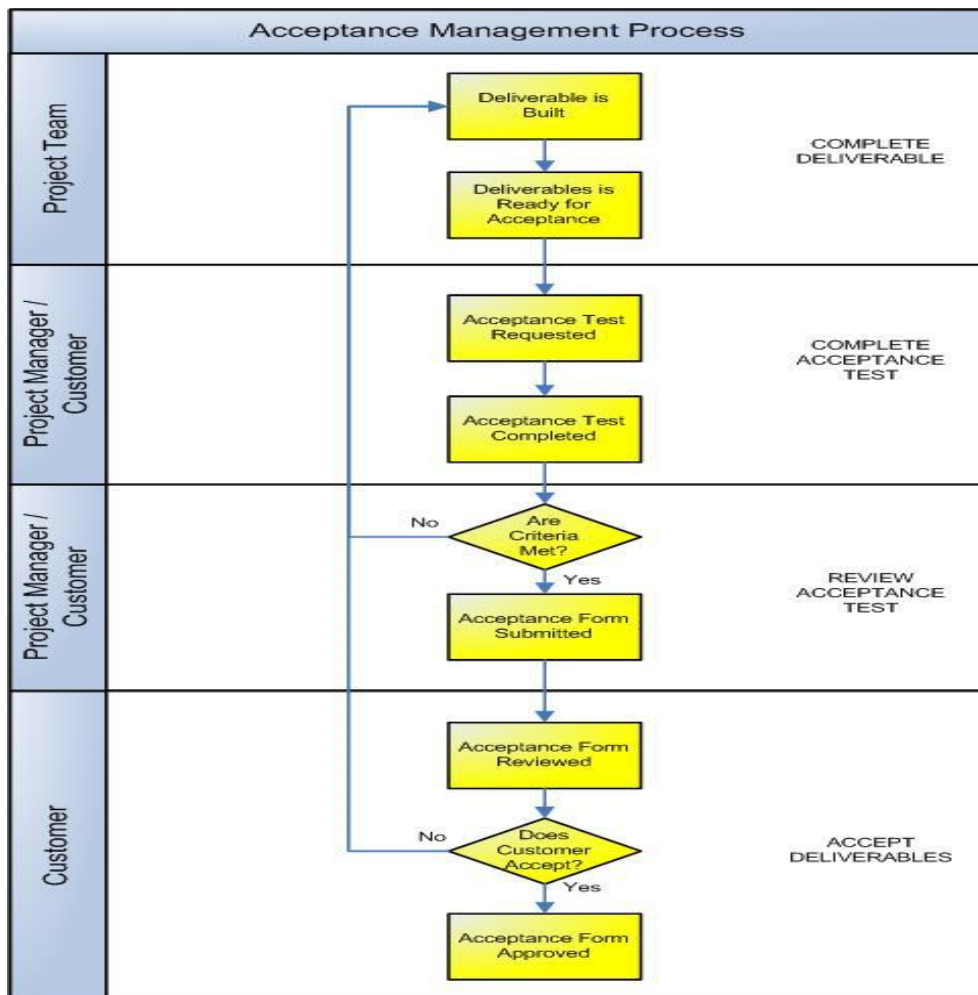 Acceptance Management Process
Project Team
Deliverable is
Built
Deliverables is
Ready for
Acceptance
COMPLETE
DELIVERABLE
Project Manager /
Customer
Acceptance Test
Requested
Acceptance Test
Completed
COMPLETE
ACCEPTANCE
TEST
Project Manager /
Customer
No
Are
Criteria
Met?
Yes
Acceptance Form
Submitted
REVIEW
ACCEPTANCE
TEST
Customer
Acceptance Form
Reviewed
No
Does
Customer
Accept?
Yes
Acceptance Form
Approved
ACCEPT
DELIVERABLES